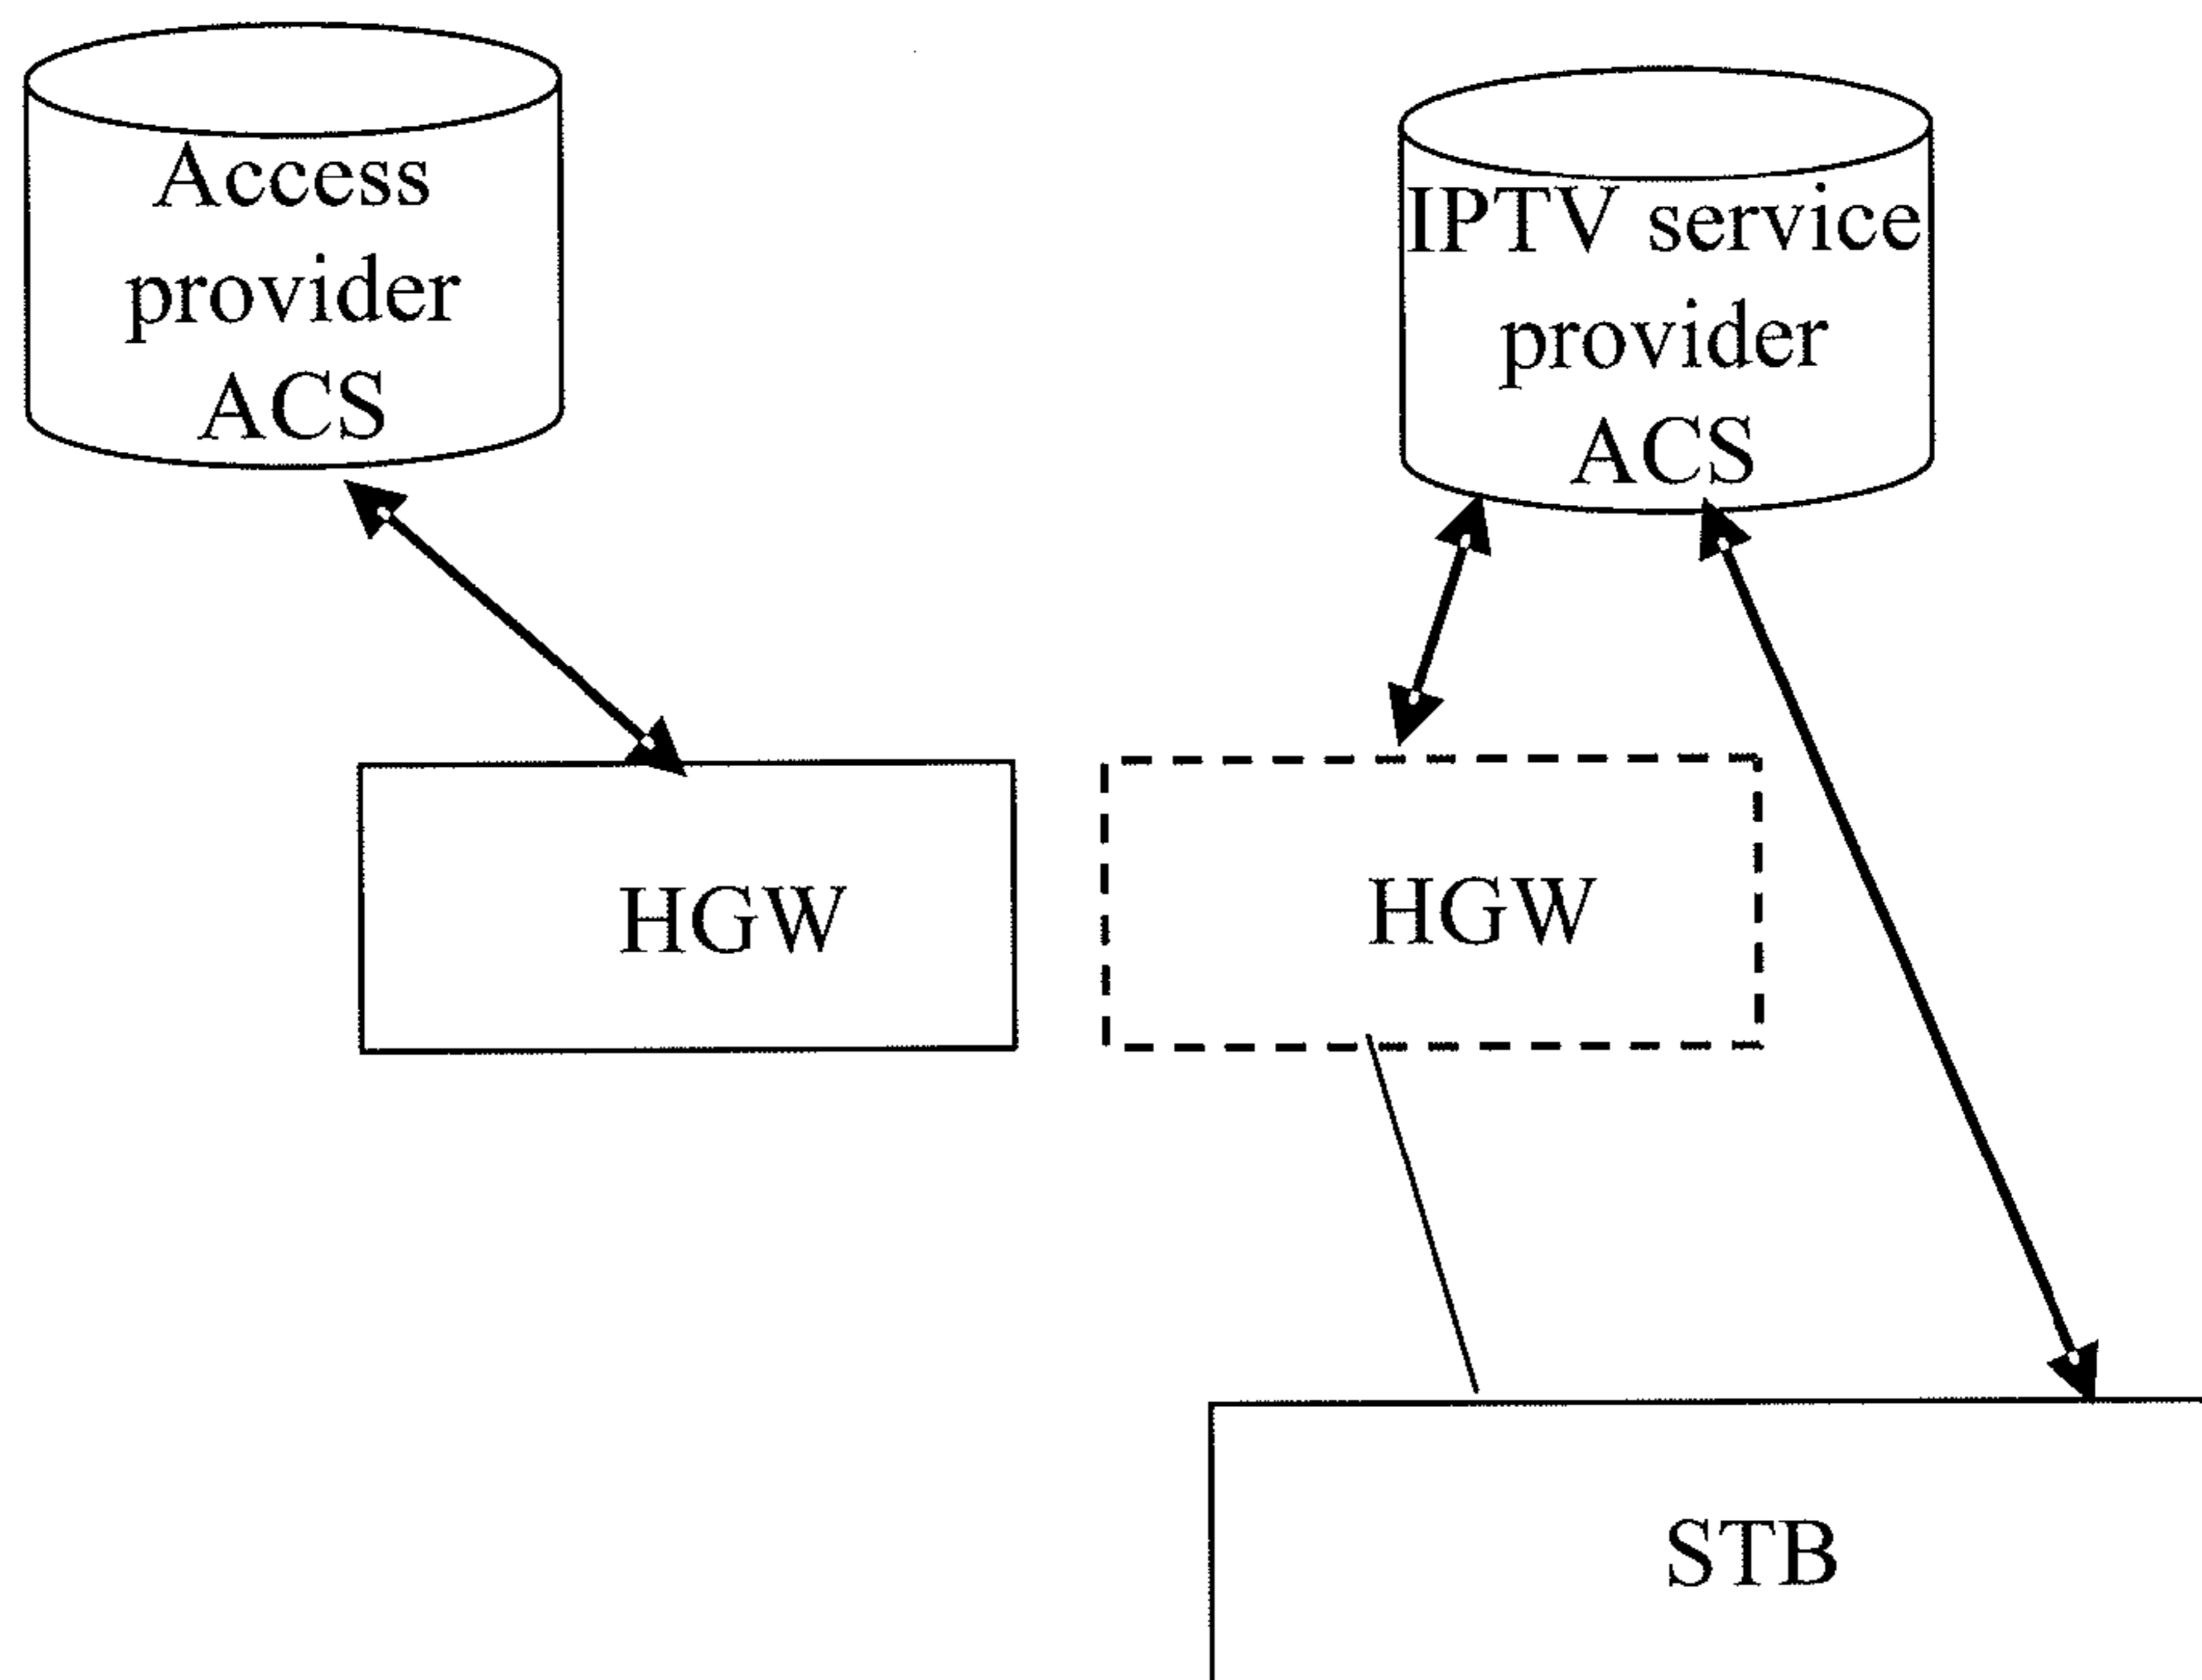 Access
provider
ACS
IPTV service
provider
ACS
HGW
HGW
STB